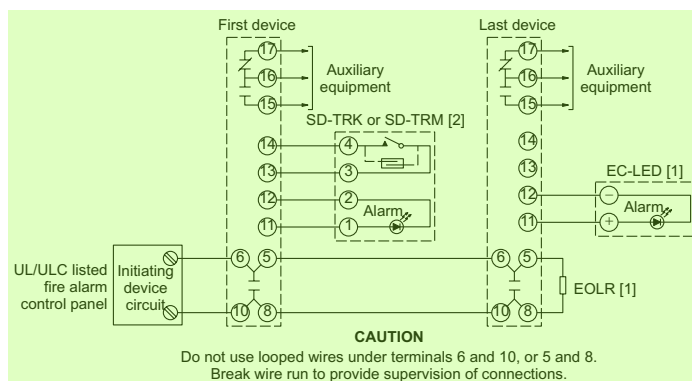 First device
Last device
17
16
15
Auxiliary
equipment
17
16
15
Auxiliary
equipment
SD-TRK or SD-TRM [2]
14
13
12
11
4
3
2
1
Alarm
14
13
12
11
EC-LED [1]
−
+
Alarm
UL/ULC listed
fire alarm
control panel
Initiating
device
circuit
6
5
10
8
6
5
10
8
EOLR [1]
CAUTION
Do not use looped wires under terminals 6 and 10, or 5 and 8.
Break wire run to provide supervision of connections.